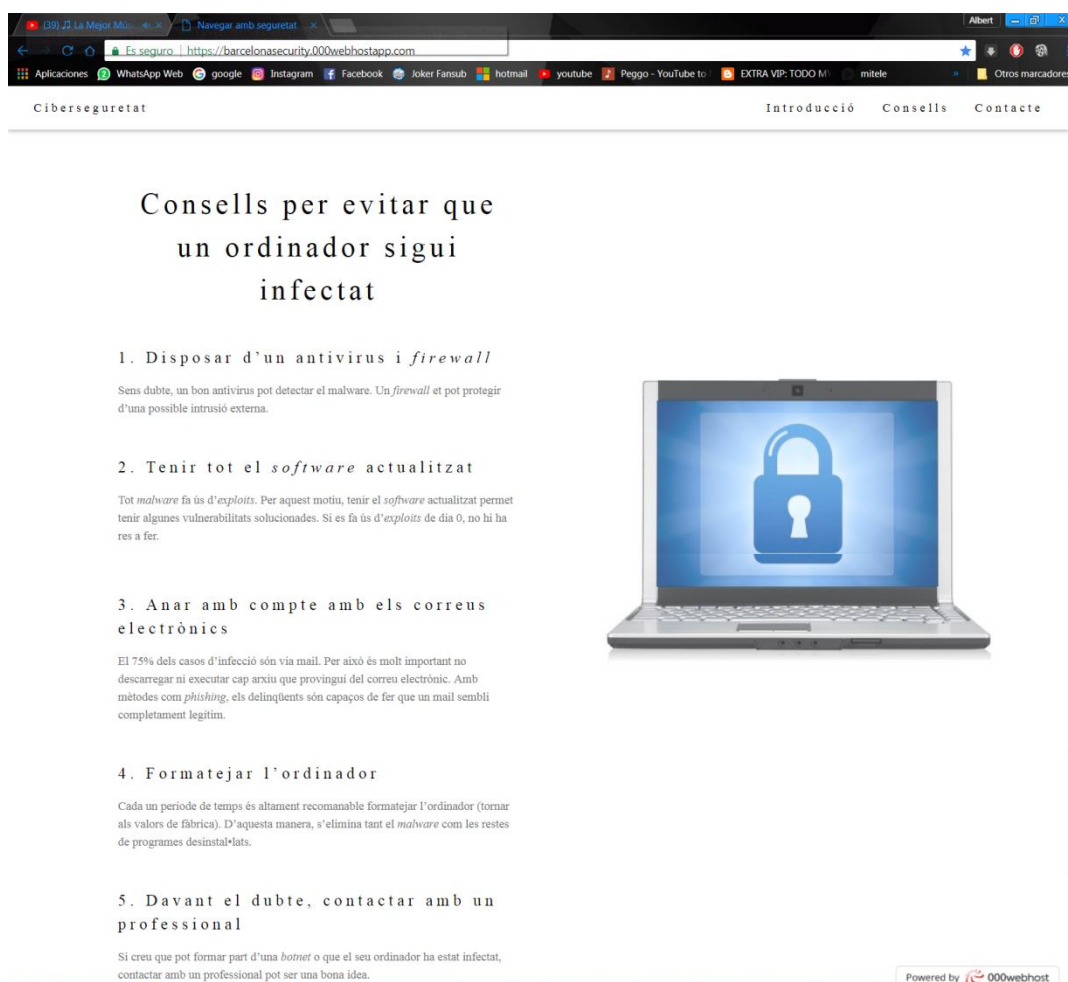 (39) 🎵 La Mejor Mús
Navegar amb seguretat
Albert
Es seguro | https://barcelonasecurity.000webhostapp.com
Aplicaciones WhatsApp Web google Instagram Facebook Joker Fansub hotmail youtube Peggo - YouTube to EXTRA VIP: TODO M mitele » Otros marcadores
Ciberseguretat Introducció Consells Contacte
Consells per evitar que
un ordinador sigui
infectat
1. Disposar d’un antivirus i firewall
Sens dubte, un bon antivirus pot detectar el malware. Un firewall et pot protegir
d’una possible intrusió externa.
2. Tenir tot el software actualitzat
Tot malware fa ús d’exploits. Per aquest motiu, tenir el software actualitzat permet
tenir algunes vulnerabilitats solucionades. Si es fa ús d’exploits de dia 0, no hi ha
res a fer.
3. Anar amb compte amb els correus
electrònics
El 75% dels casos d’infecció són via mail. Per això és molt important no
descarregar ni executar cap arxiu que provingui del correu electrònic. Amb
mètodes com phishing, els delinqüents són capaços de fer que un mail sembli
completament legítim.
4. Formatejar l’ordinador
Cada un període de temps és altament recomanable formatejar l’ordinador (tornar
als valors de fàbrica). D’aquesta manera, s’elimina tant el malware com les restes
de programes desinstal•lats.
5. Davant el dubte, contactar amb un
professional
Si creu que pot formar part d’una botnet o que el seu ordinador ha estat infectat,
contactar amb un professional pot ser una bona idea.
Powered by 000webhost